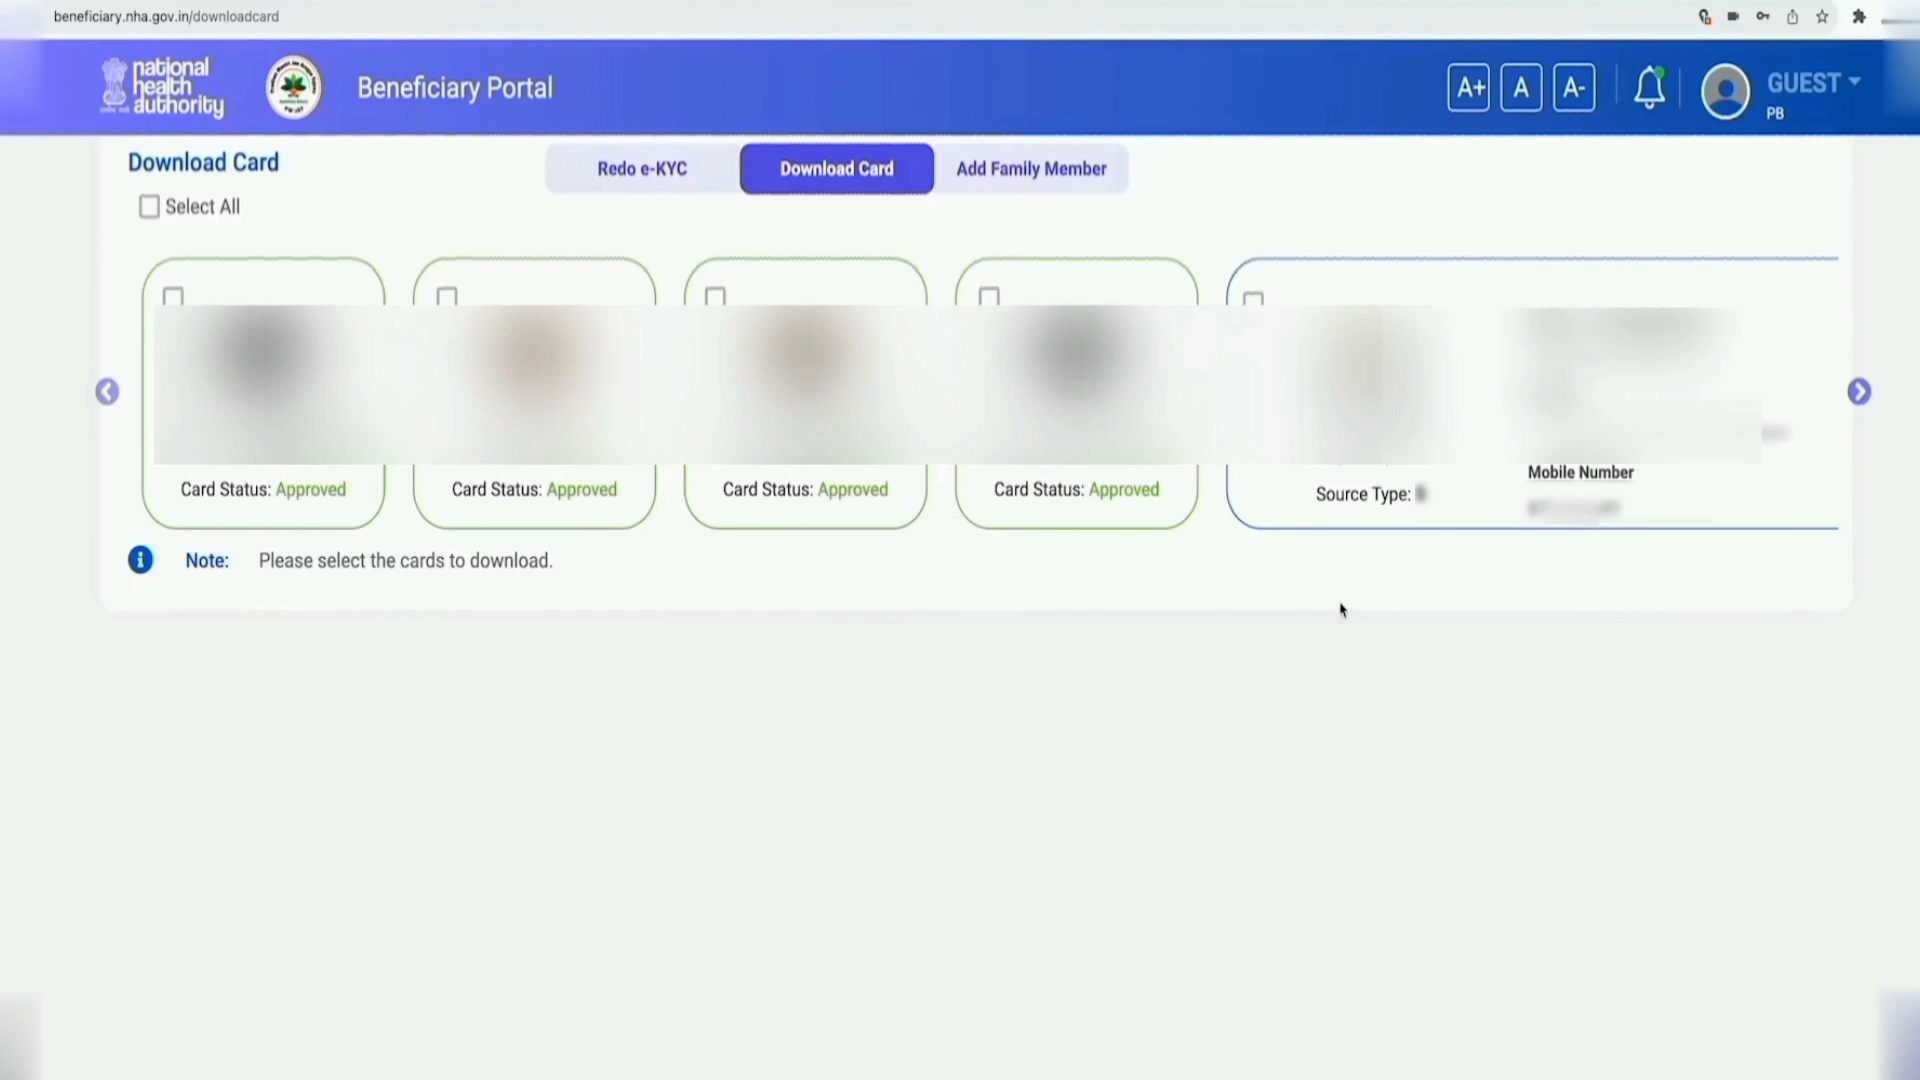 beneficiary.nha.gov.in/downloadcard
national
health
authority
Beneficiary Portal
A+ A A-
GUEST
PB
Download Card
Redo e-KYC Download Card Add Family Member
Select All
Card Status: Approved
Card Status: Approved
Card Status: Approved
Card Status: Approved
Source Type:
Mobile Number
Note: Please select the cards to download.